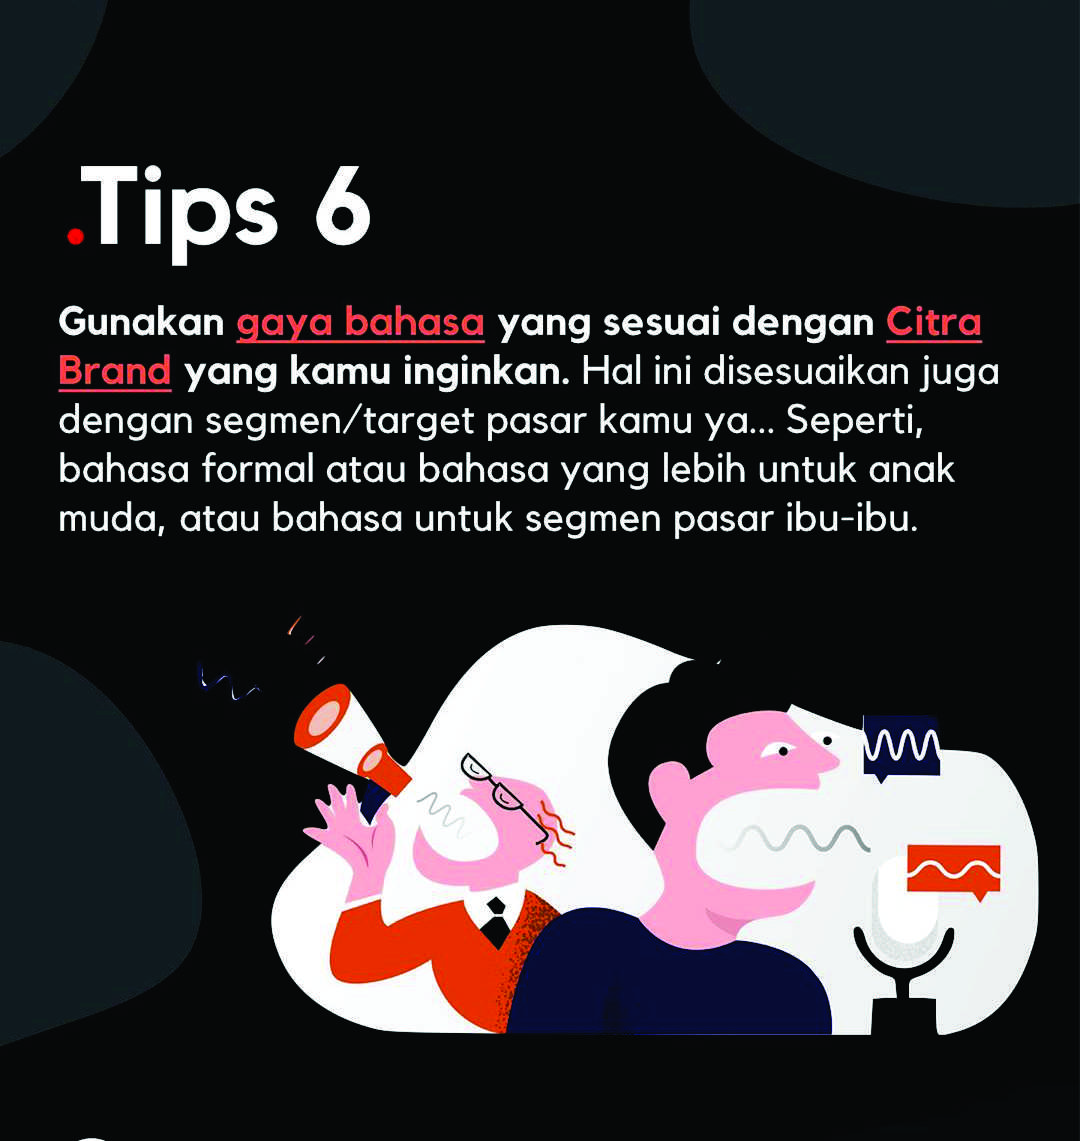 .Tips 6
Gunakan gaya bahasa yang sesuai dengan Citra
Brand yang kamu inginkan. Hal ini disesuaikan juga
dengan segmen/target pasar kamu ya... Seperti,
bahasa formal atau bahasa yang lebih untuk anak
muda, atau bahasa untuk segmen pasar ibu-ibu.